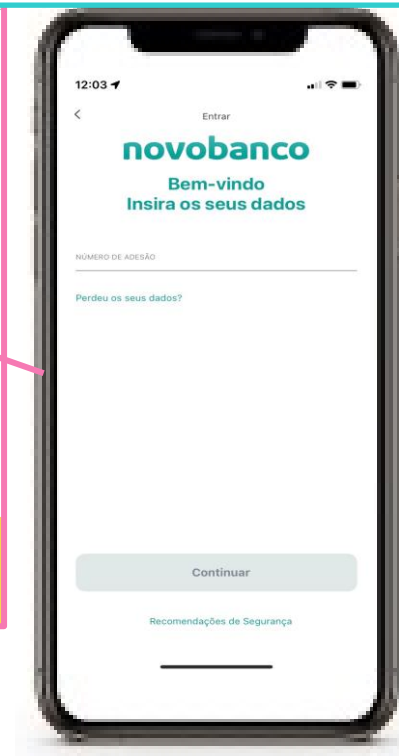 12:03
Entrar
novobanco
Bem-vindo
Insira os seus dados
NÚMERO DE ADESÃO
Perdeu os seus dados?
Continuar
Recomendações de Segurança